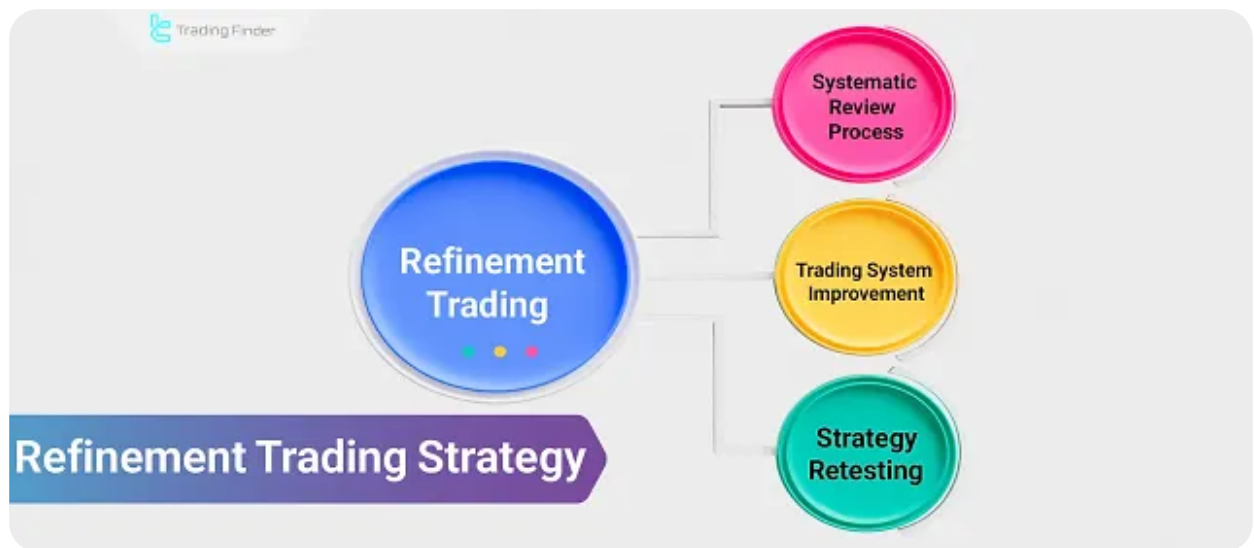 Trading Finder
Refinement
Trading
Systematic
Review
Process
Trading System
Improvement
Strategy
Retesting
Refinement Trading Strategy